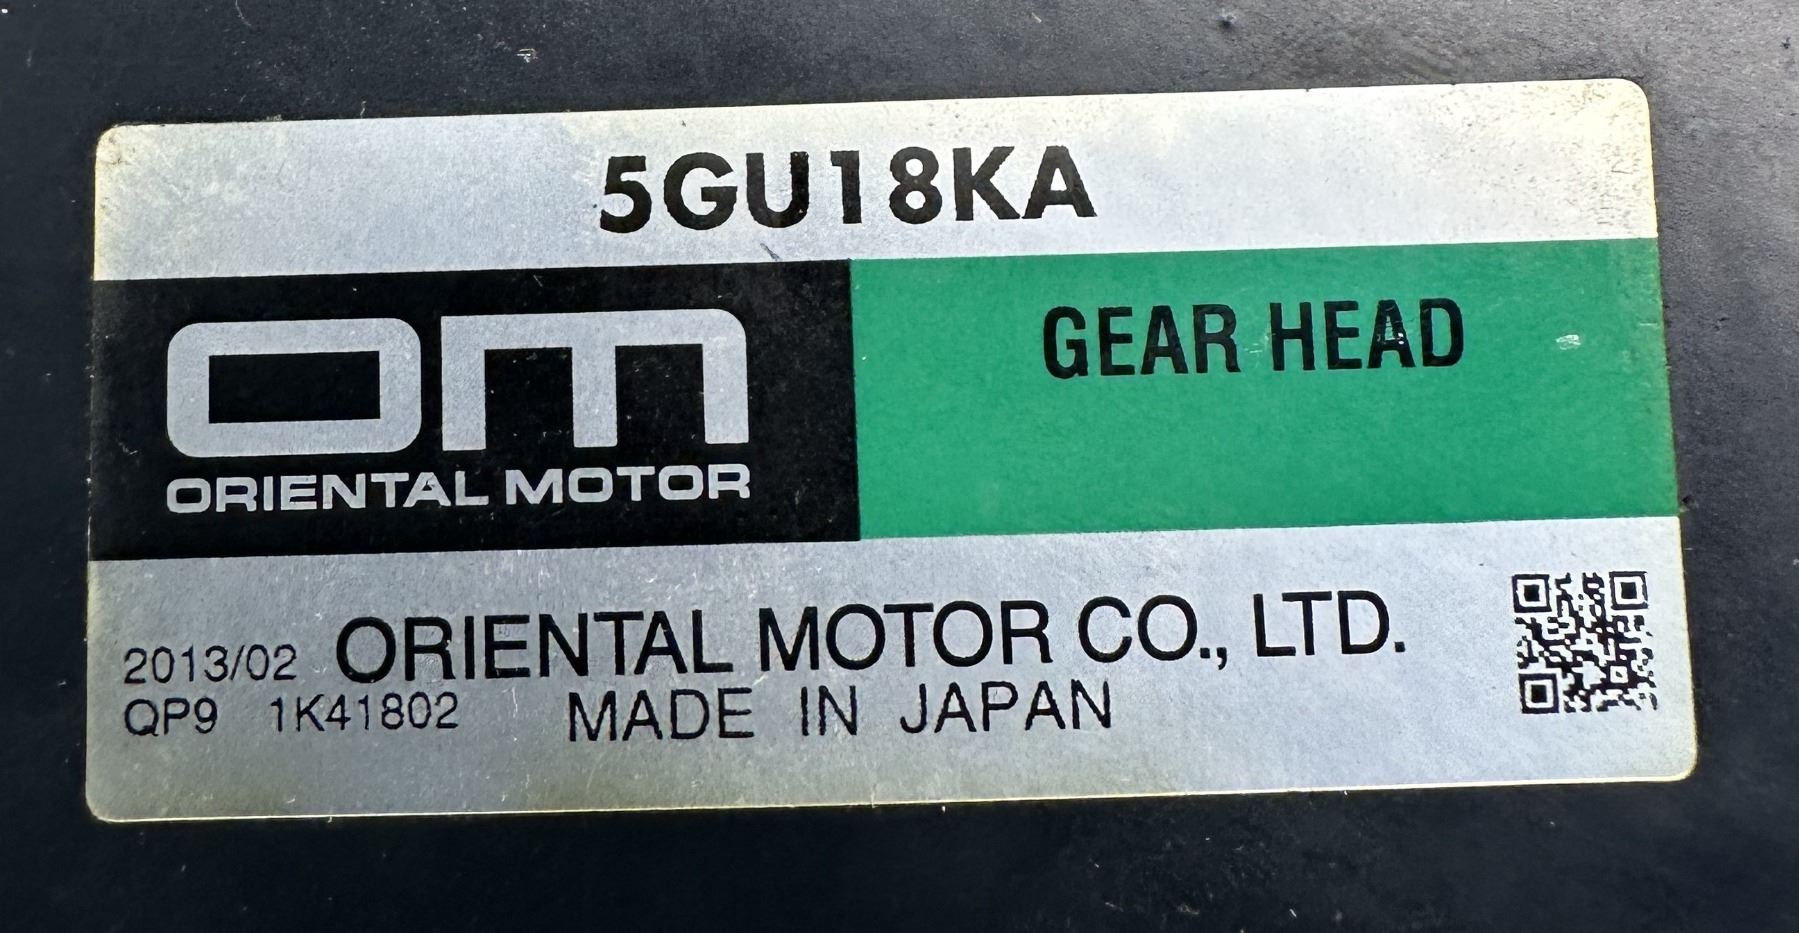 5GU18KA
om
ORIENTAL MOTOR
GEAR HEAD
2013/02 ORIENTAL MOTOR CO., LTD.
QP9 1K41802 MADE IN JAPAN